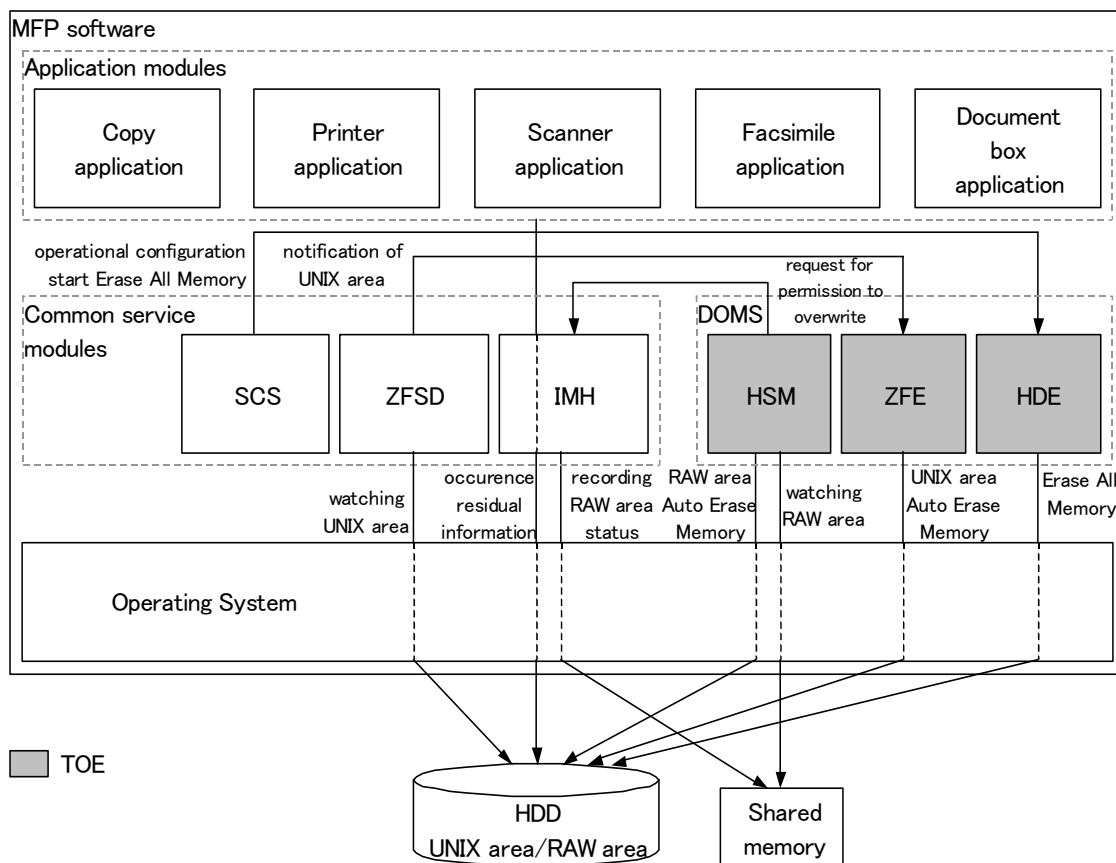 MFP software
Application modules
Copy
application
Printer
application
Scanner
application
Facsimile
application
Document
box
application
operational configuration
start Erase All Memory
notification of
UNIX area
request for
permission to
overwrite
Common service
modules
DOMS
SCS
ZFSD
IMH
HSM
ZFE
HDE
watching
UNIX area
occurence
residual
information
recording
RAW area
status
RAW area
Auto Erase
Memory
watching
RAW area
UNIX area
Auto Erase
Memory
Erase All
Memory
Operating System
TOE
HDD
UNIX area/RAW area
Shared
memory